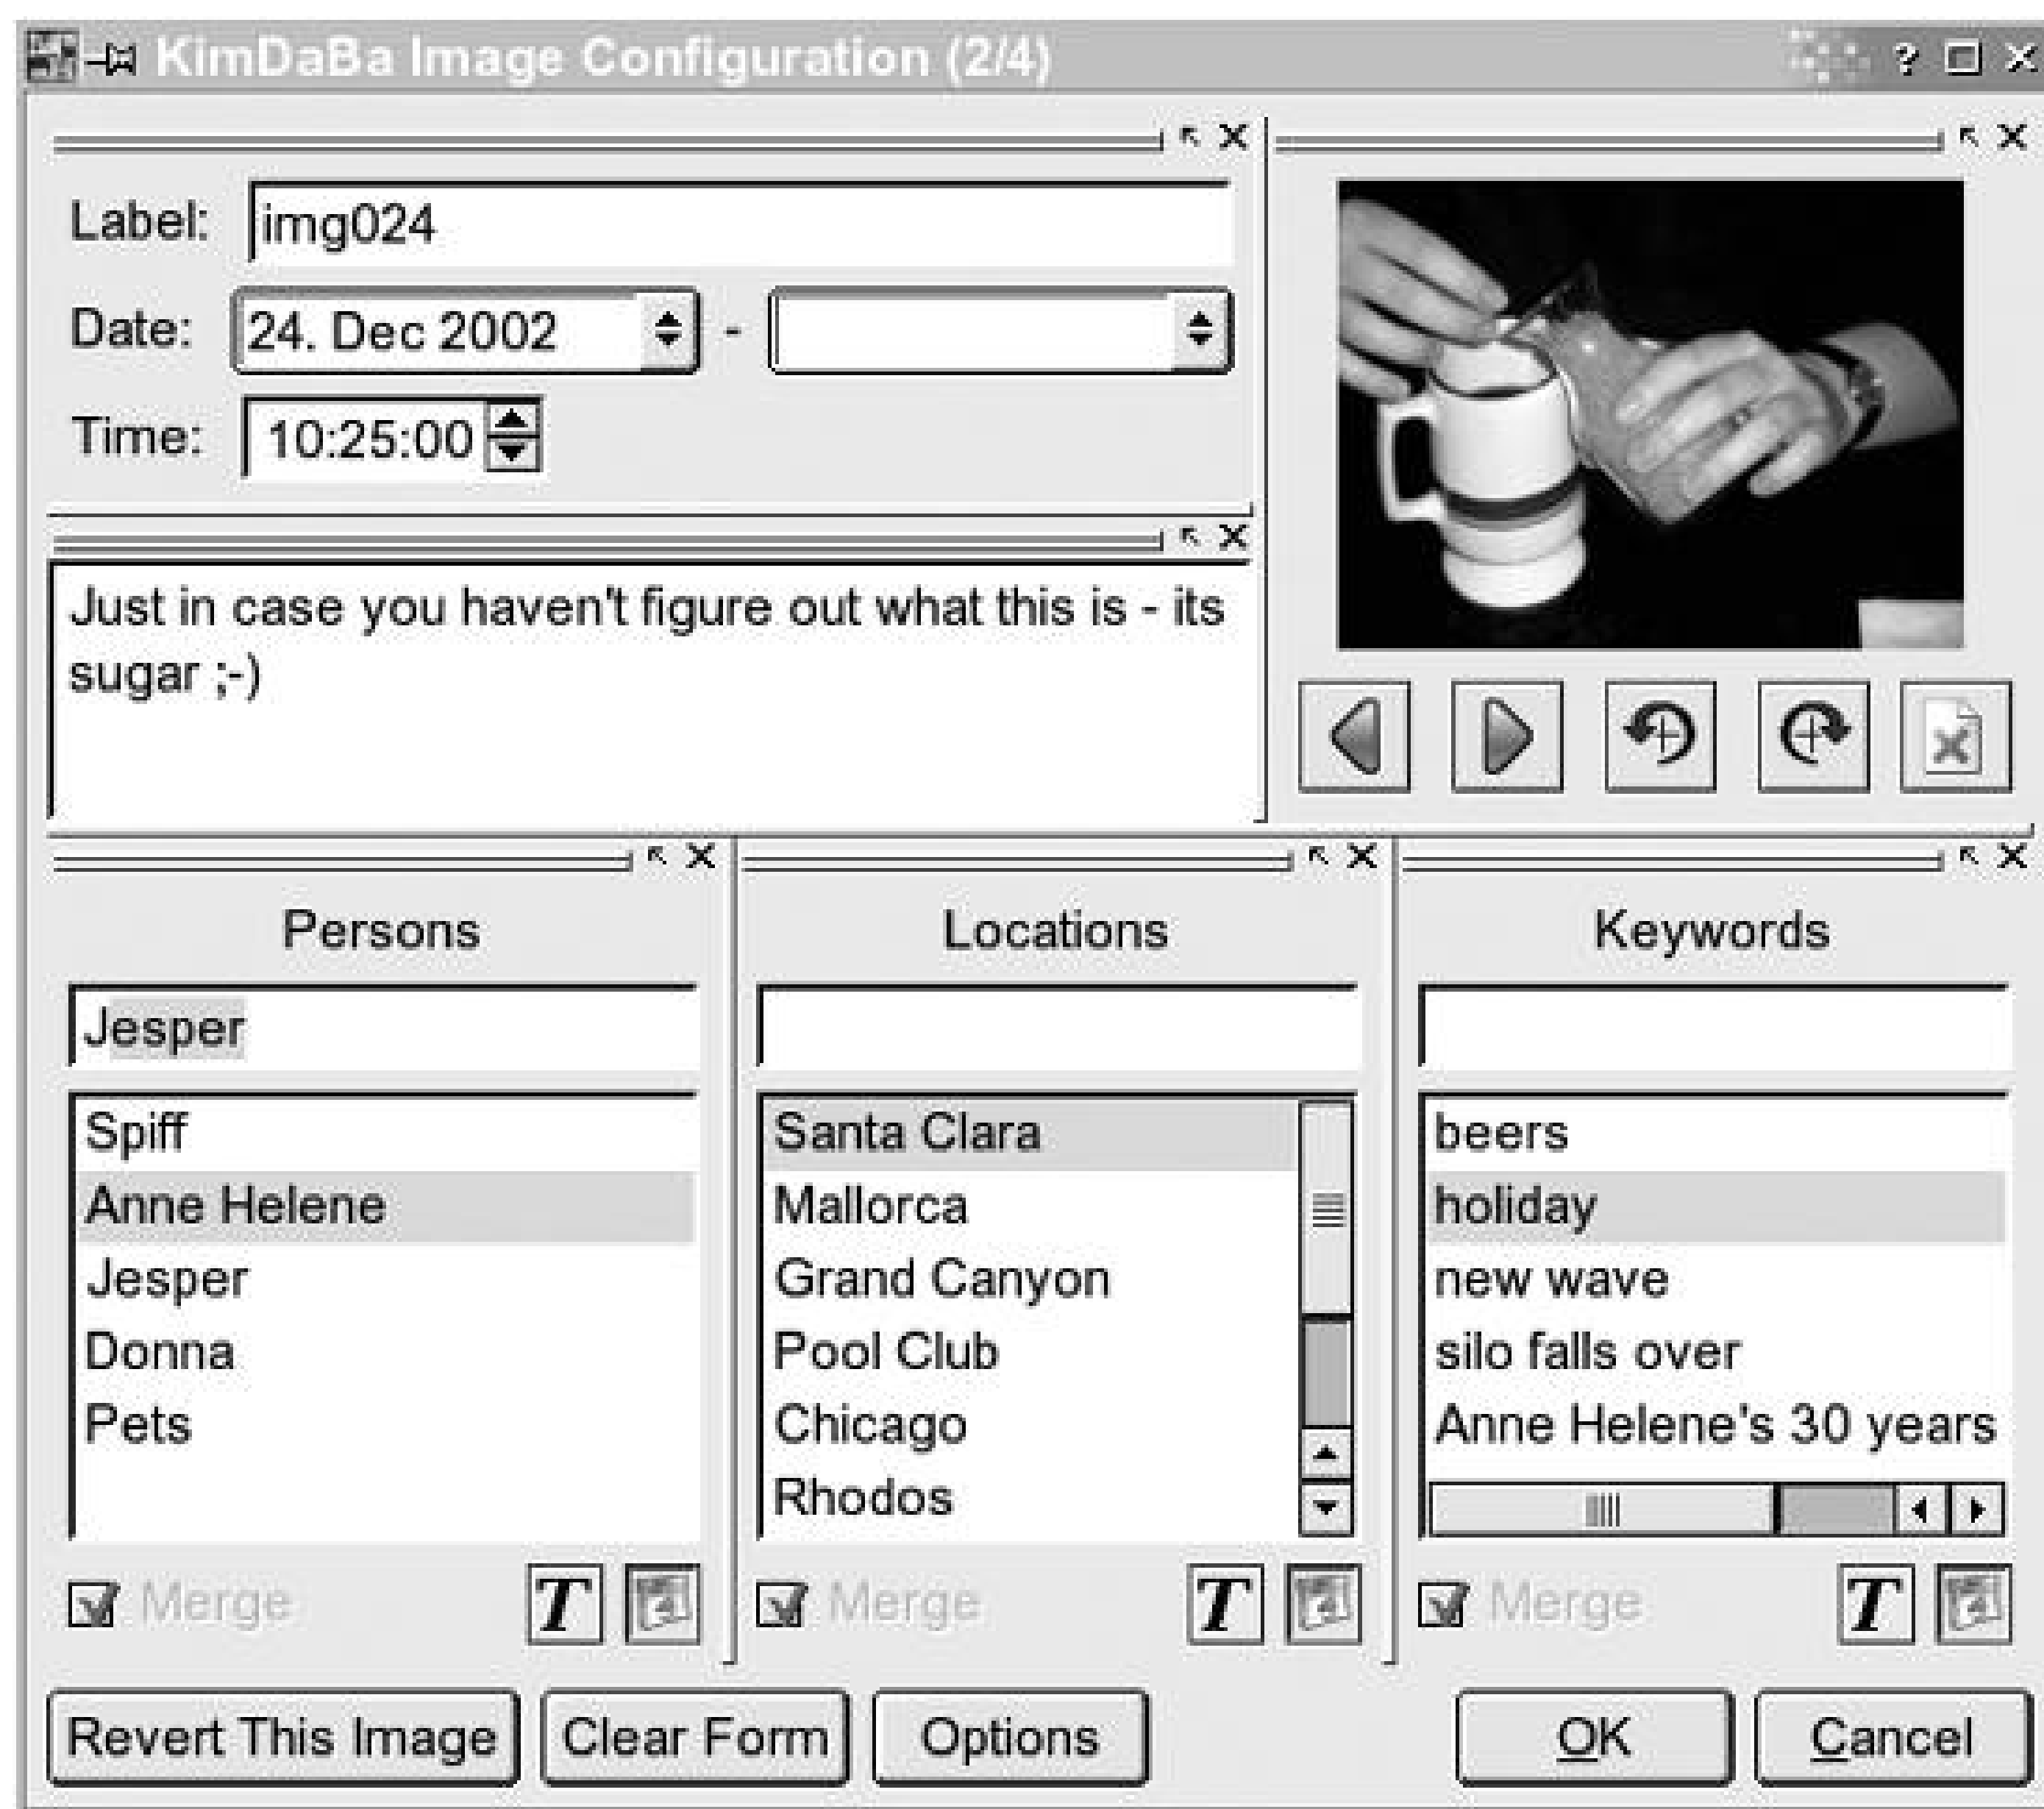 KimDaBa Image Configuration (2/4)
Label: img024
Date: 24. Dec 2002 -
Time: 10:25:00
Just in case you haven't figure out what this is - its
sugar ;-)
Persons
Jesper
Spiff
Anne Helene
Jesper
Donna
Pets
Merge T
Locations
Santa Clara
Mallorca
Grand Canyon
Pool Club
Chicago
Rhodos
Merge T
Keywords
beers
holiday
new wave
silo falls over
Anne Helene's 30 years
Merge T
Revert This Image Clear Form Options OK Cancel